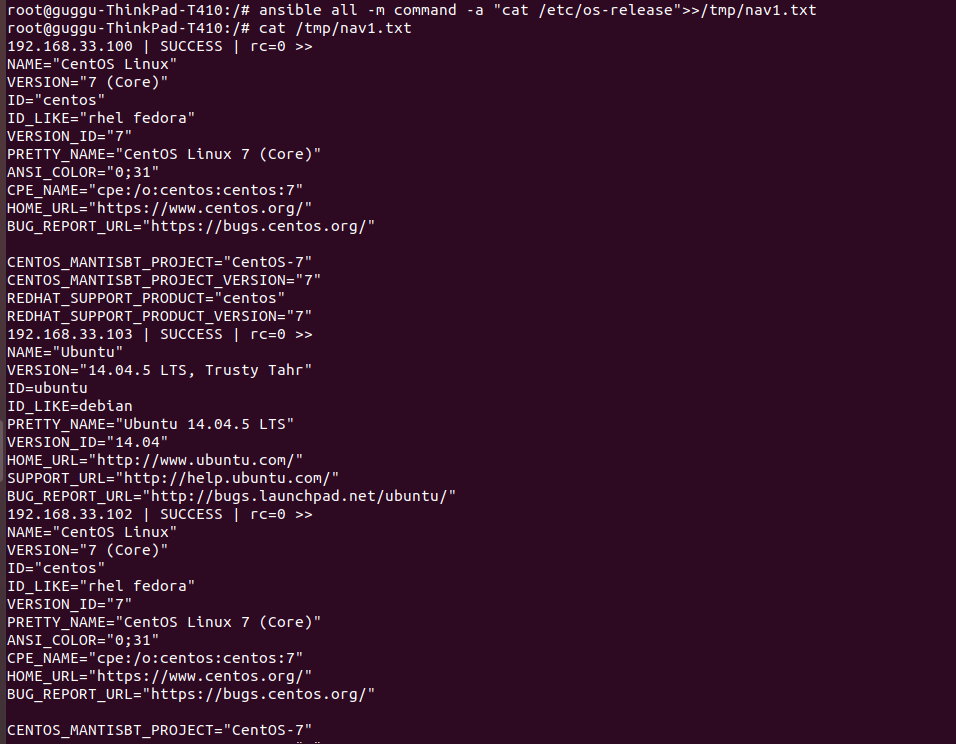 root@guggu-ThinkPad-T410:/# ansible all -m command -a "cat /etc/os-release">>/tmp/nav1.txt
root@guggu-ThinkPad-T410:/# cat /tmp/nav1.txt
192.168.33.100 | SUCCESS | rc=0 >>
NAME="CentOS Linux"
VERSION="7 (Core)"
ID="centos"
ID_LIKE="rhel fedora"
VERSION_ID="7"
PRETTY_NAME="CentOS Linux 7 (Core)"
ANSI_COLOR="0;31"
CPE_NAME="cpe:/o:centos:centos:7"
HOME_URL="https://www.centos.org/"
BUG_REPORT_URL="https://bugs.centos.org/"

CENTOS_MANTISBT_PROJECT="CentOS-7"
CENTOS_MANTISBT_PROJECT_VERSION="7"
REDHAT_SUPPORT_PRODUCT="centos"
REDHAT_SUPPORT_PRODUCT_VERSION="7"
192.168.33.103 | SUCCESS | rc=0 >>
NAME="Ubuntu"
VERSION="14.04.5 LTS, Trusty Tahr"
ID=ubuntu
ID_LIKE=debian
PRETTY_NAME="Ubuntu 14.04.5 LTS"
VERSION_ID="14.04"
HOME_URL="http://www.ubuntu.com/"
SUPPORT_URL="http://help.ubuntu.com/"
BUG_REPORT_URL="http://bugs.launchpad.net/ubuntu/"
192.168.33.102 | SUCCESS | rc=0 >>
NAME="CentOS Linux"
VERSION="7 (Core)"
ID="centos"
ID_LIKE="rhel fedora"
VERSION_ID="7"
PRETTY_NAME="CentOS Linux 7 (Core)"
ANSI_COLOR="0;31"
CPE_NAME="cpe:/o:centos:centos:7"
HOME_URL="https://www.centos.org/"
BUG_REPORT_URL="https://bugs.centos.org/"

CENTOS_MANTISBT_PROJECT="CentOS-7"